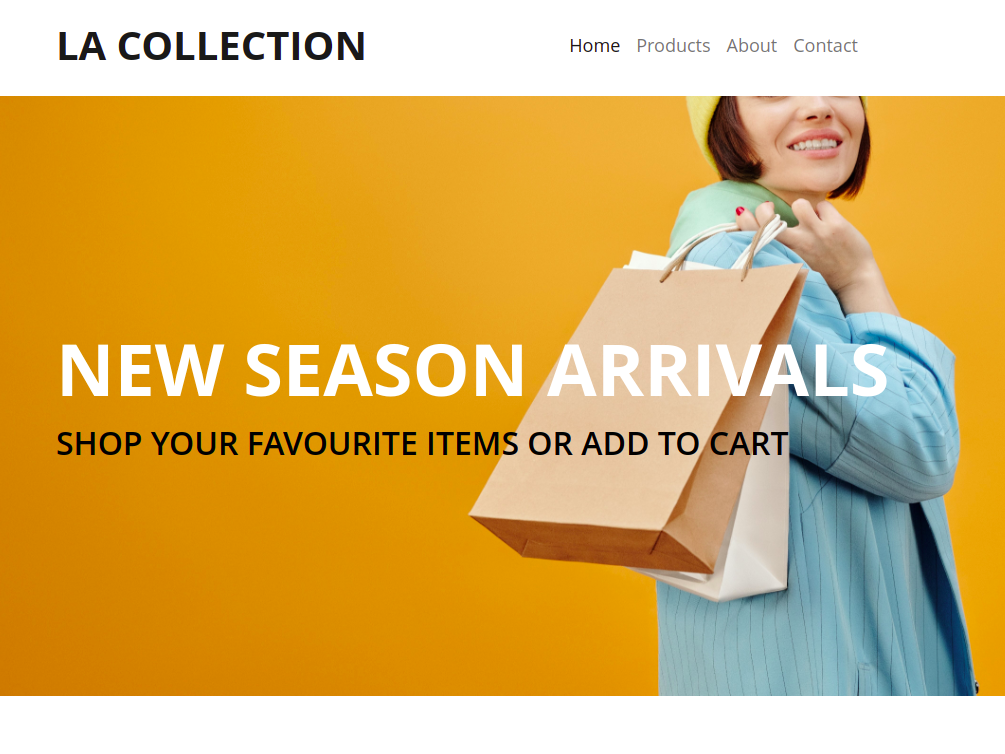 LA COLLECTION
Home Products About Contact
NEW SEASON ARRIVALS
SHOP YOUR FAVOURITE ITEMS OR ADD TO CART